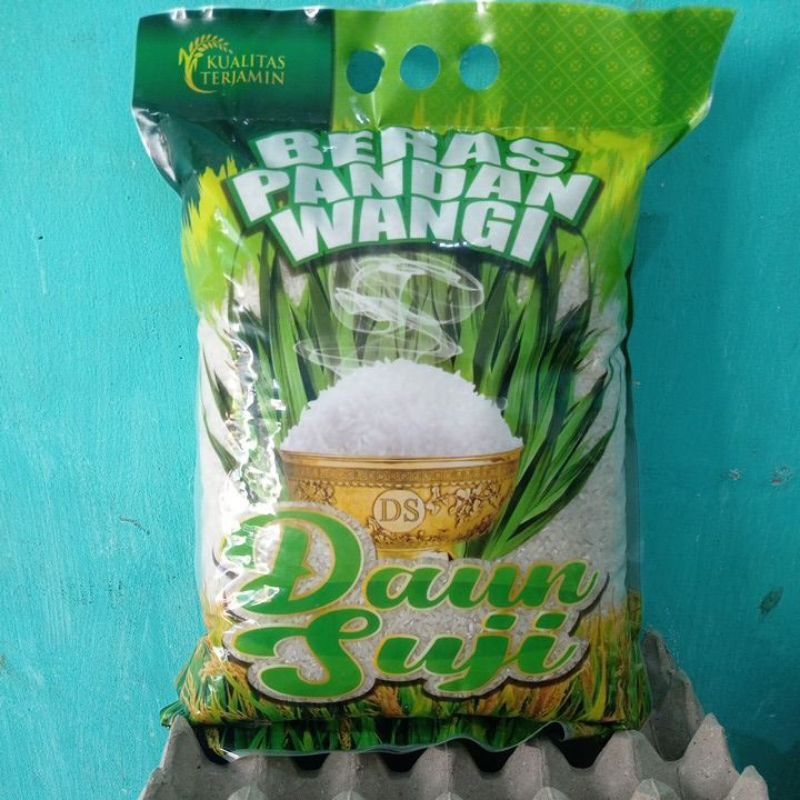 KUALITAS
TERJAMIN
BERAS
PANDAN
WANGI
DS
Daun
Suji